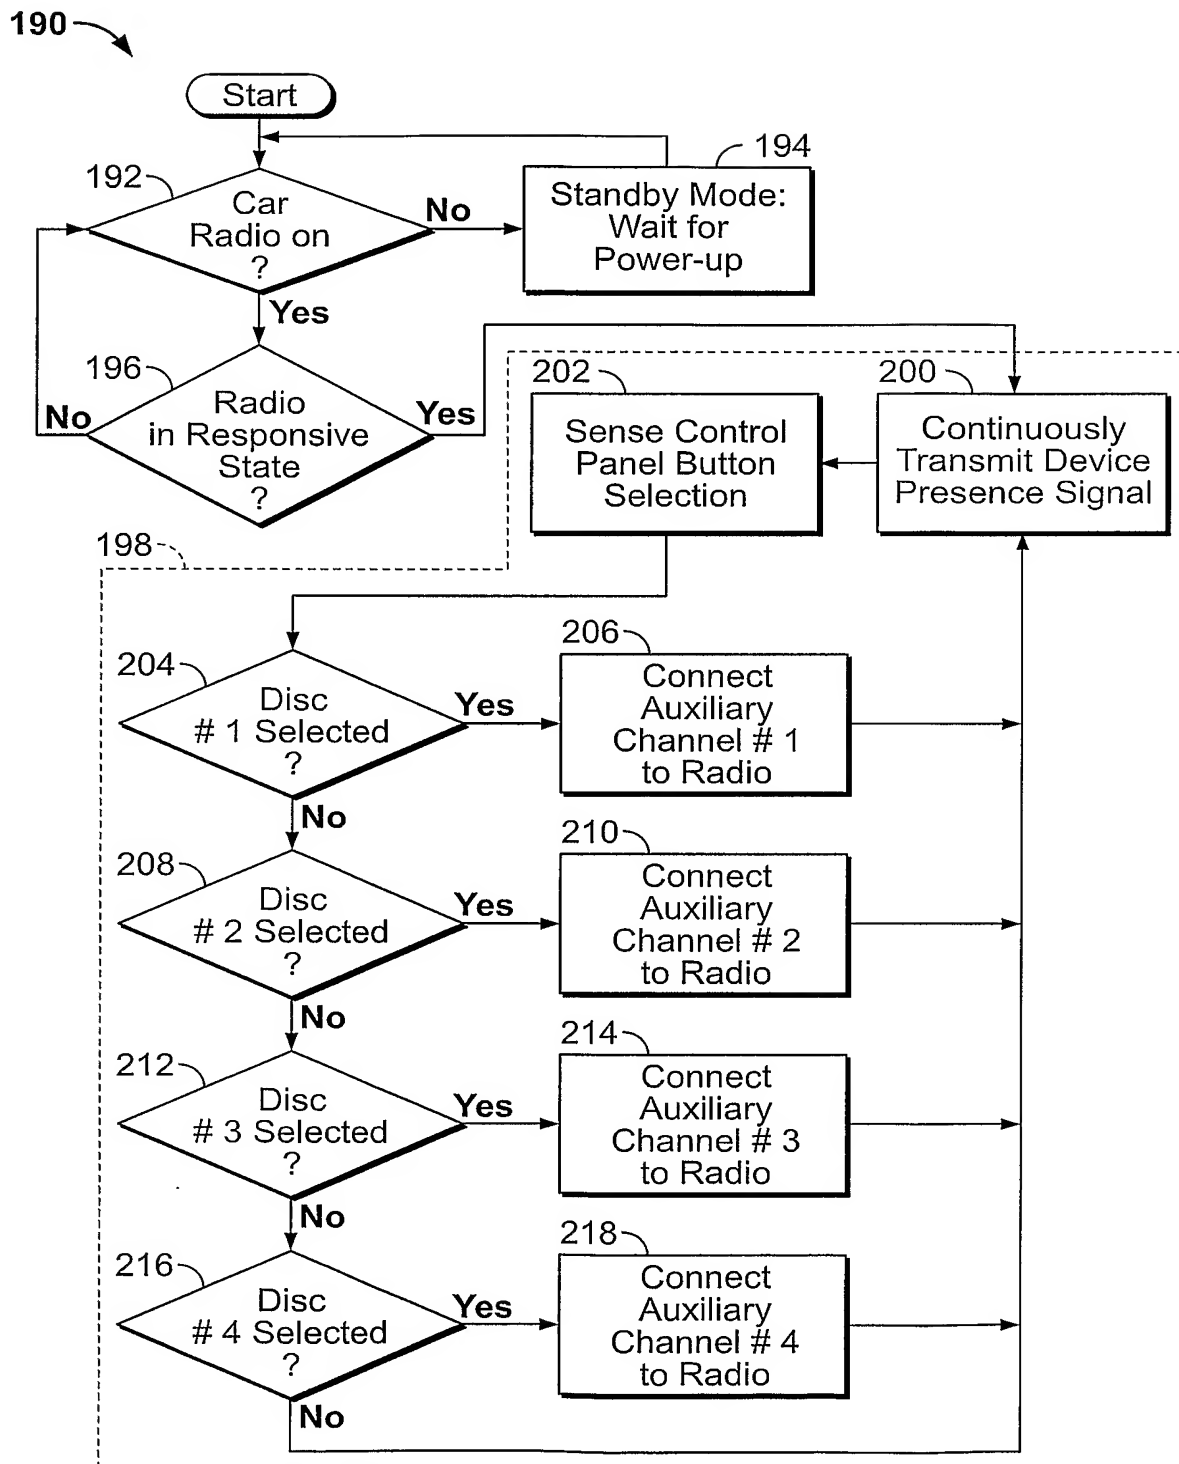 190
Start
192
Car
Radio on
?
No
194
Standby Mode:
Wait for
Power-up
Yes
196
Radio
in Responsive
State
?
No
Yes
202
Sense Control
Panel Button
Selection
200
Continuously
Transmit Device
Presence Signal
198
204
Disc
# 1 Selected
?
Yes
206
Connect
Auxiliary
Channel # 1
to Radio
No
208
Disc
# 2 Selected
?
Yes
210
Connect
Auxiliary
Channel # 2
to Radio
No
212
Disc
# 3 Selected
?
Yes
214
Connect
Auxiliary
Channel # 3
to Radio
No
216
Disc
# 4 Selected
?
Yes
218
Connect
Auxiliary
Channel # 4
to Radio
No